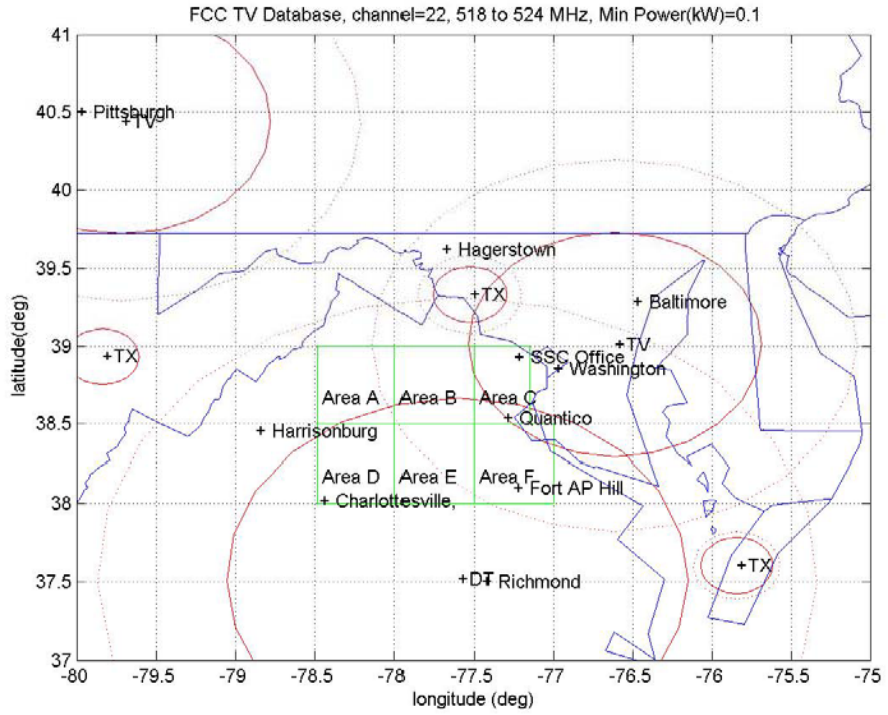 FCC TV Database, channel=22, 518 to 524 MHz, Min Power(kW)=0.1
41
40.5
40
39.5
39
38.5
38
37.5
37
latitude(deg)
Pittsburgh
TV
Hagerstown
TX
Baltimore
TV
TX
SSC Office
Washington
Area A
Area B
Area C
Quantico
Harrisonburg
Area D
Area E
Area F
Fort AP Hill
Charlottesville,
DT
Richmond
TX
-80
-79.5
-79
-78.5
-78
-77.5
-77
-76.5
-76
-75.5
-75
longitude (deg)